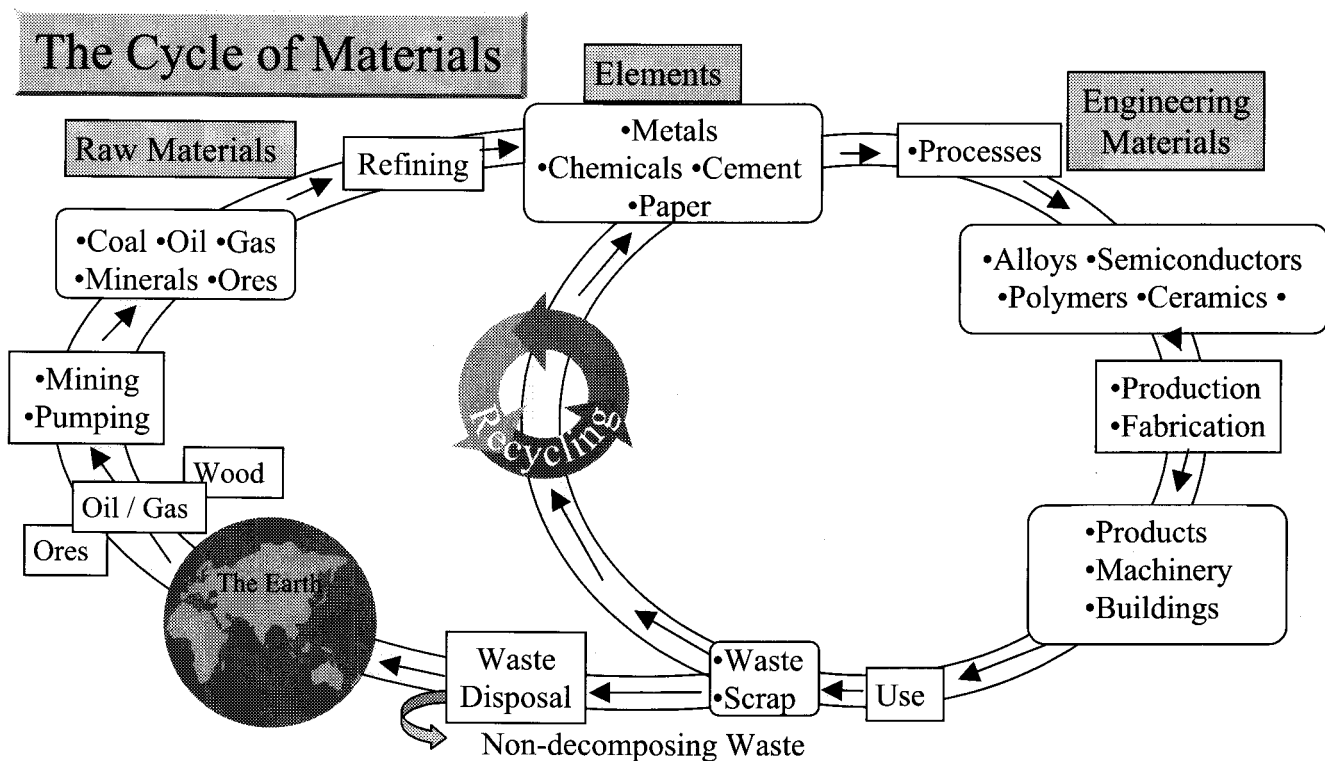 The Cycle of Materials
Elements
Engineering
Materials
Raw Materials
Refining
•Metals
•Chemicals •Cement
•Paper
•Processes
•Coal •Oil •Gas
•Minerals •Ores
•Alloys •Semiconductors
•Polymers •Ceramics •
•Mining
•Pumping
Recycling
•Production
•Fabrication
Wood
Oil / Gas
Ores
The Earth
•Products
•Machinery
•Buildings
Waste
Disposal
•Waste
•Scrap
Use
Non-decomposing Waste